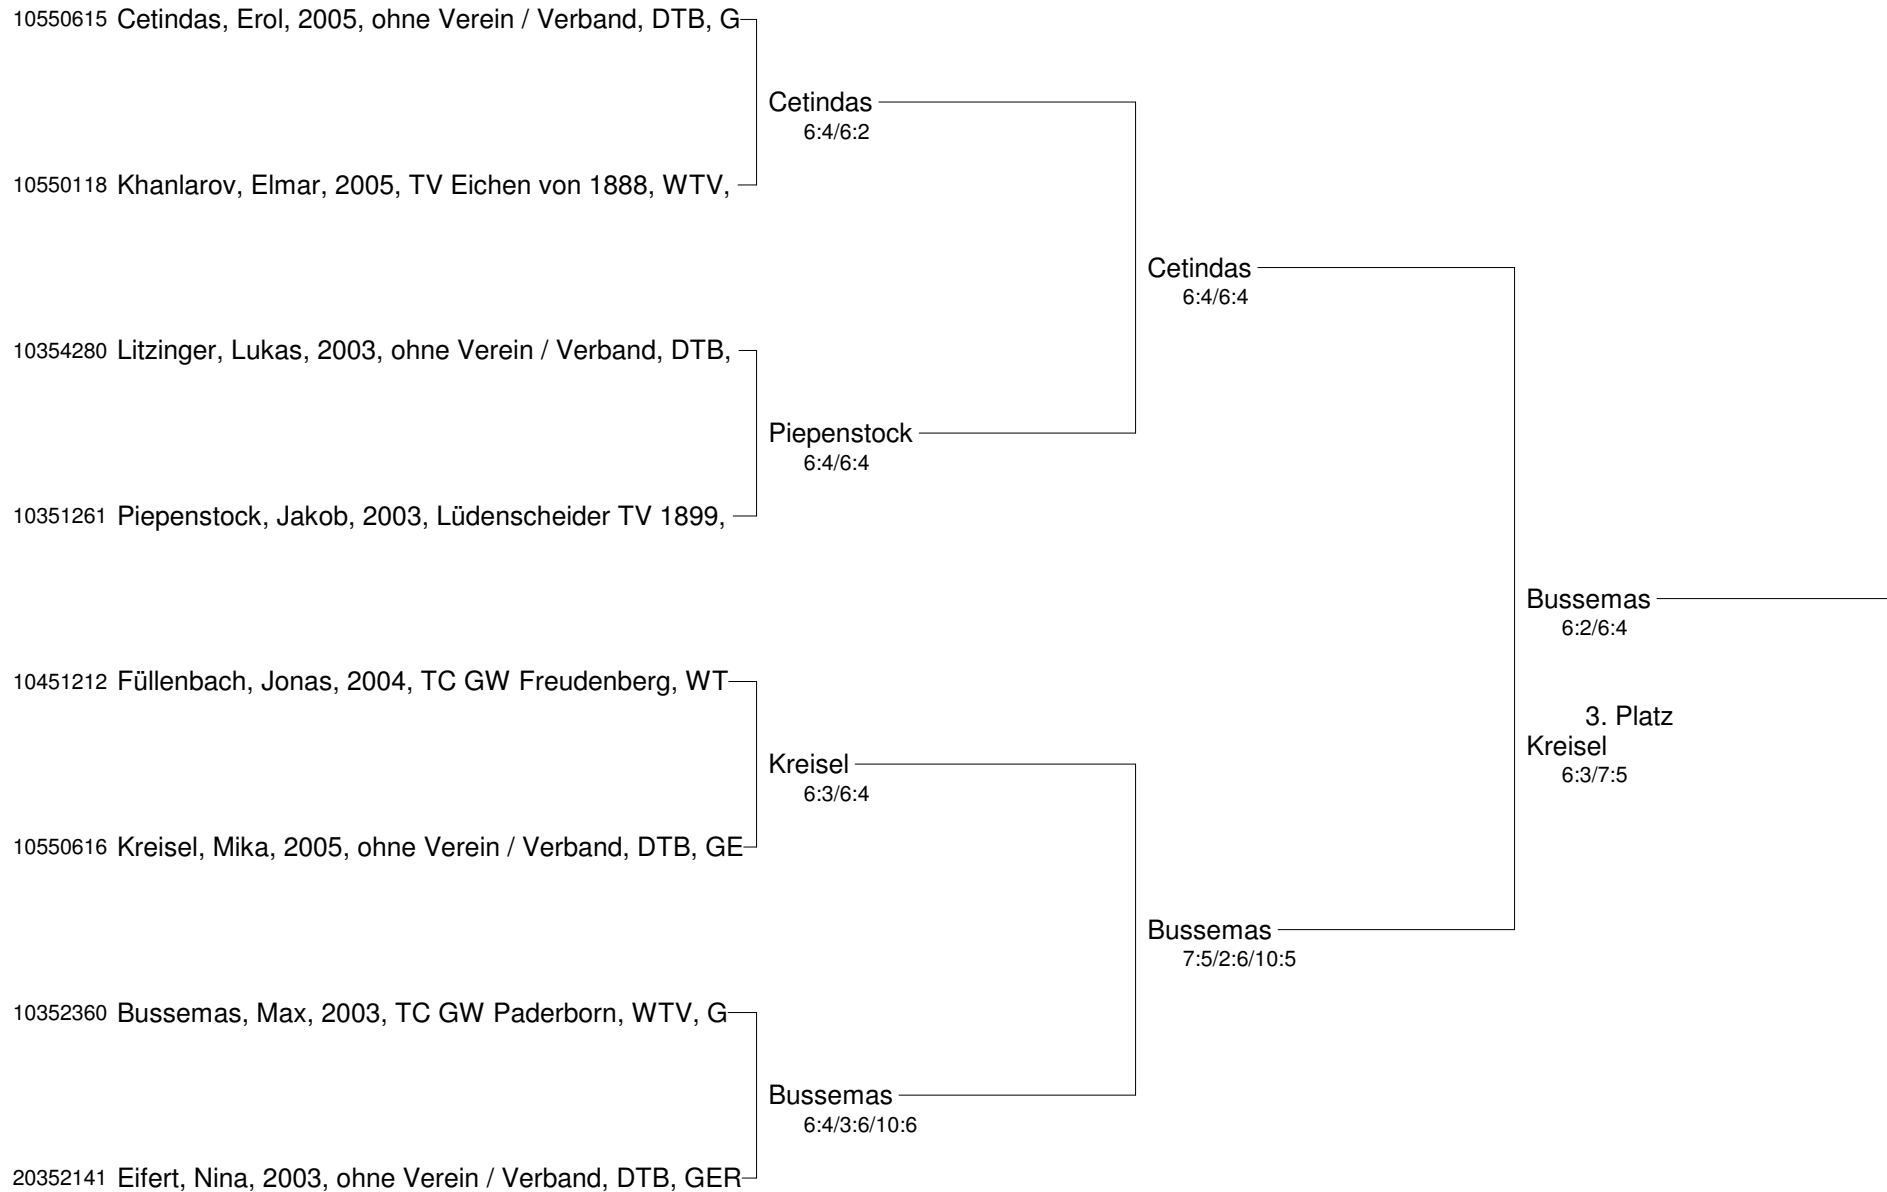 10550615 Cetindas, Erol, 2005, ohne Verein / Verband, DTB, G
Cetindas
6:4/6:2
10550118 Khanlarov, Elmar, 2005, TV Eichen von 1888, WTV,
Cetindas
6:4/6:4
10354280 Litzinger, Lukas, 2003, ohne Verein / Verband, DTB,
Piepenstock
6:4/6:4
10351261 Piepenstock, Jakob, 2003, Lüdenscheider TV 1899,
Bussemas
6:2/6:4
10451212 Füllenbach, Jonas, 2004, TC GW Freudenberg, WT
3. Platz
Kreisel
6:3/7:5
Kreisel
6:3/6:4
10550616 Kreisel, Mika, 2005, ohne Verein / Verband, DTB, GE
Bussemas
7:5/2:6/10:5
10352360 Bussemas, Max, 2003, TC GW Paderborn, WTV, G
Bussemas
6:4/3:6/10:6
20352141 Eifert, Nina, 2003, ohne Verein / Verband, DTB, GER